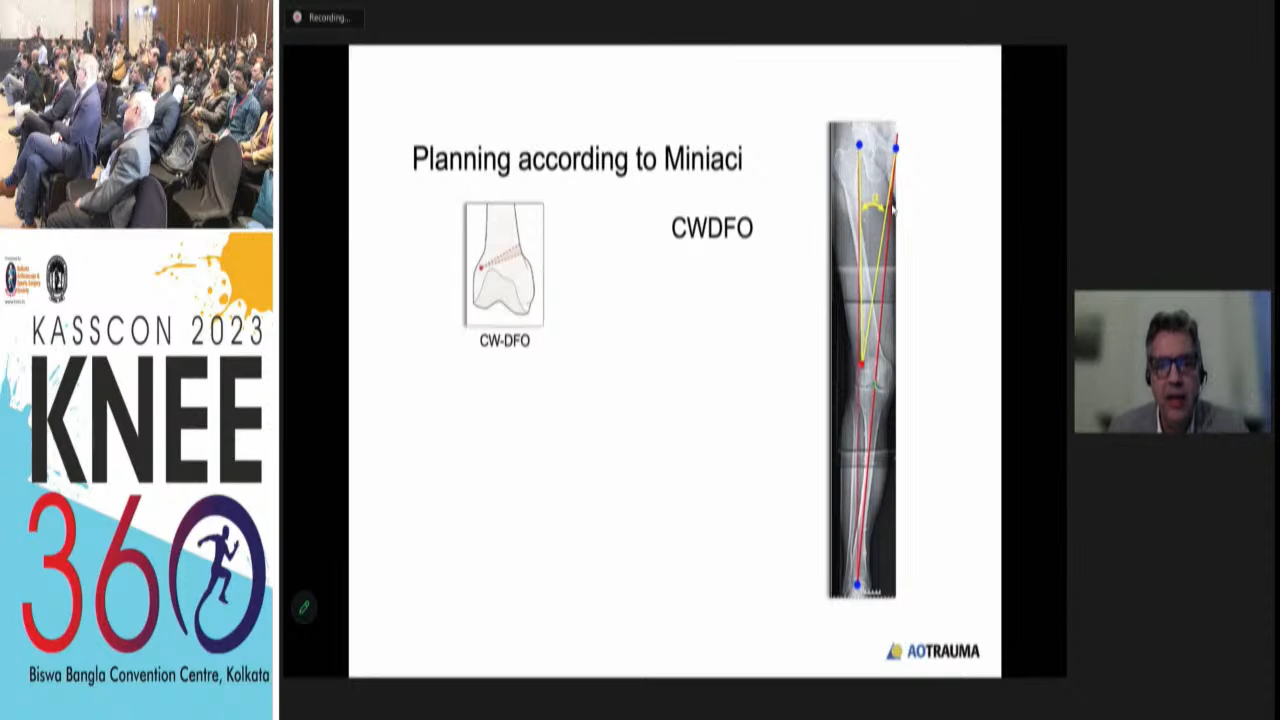 Recording...
Planning according to Miniaci
CWDFO
CW-DFO
α
AOTRAUMA
KASSCON 2023
KNEE
360
Biswa Bangla Convention Centre, Kolkata